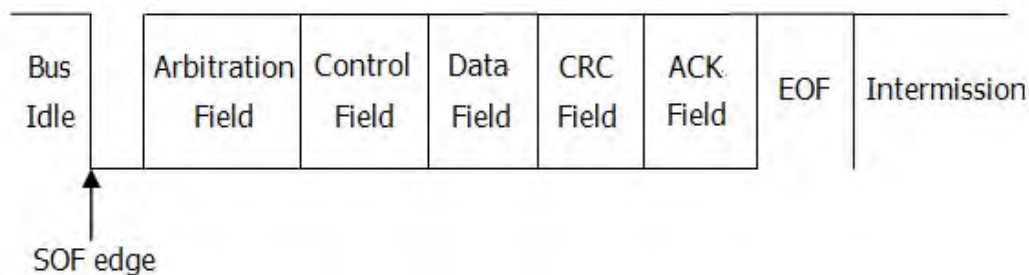 Bus Idle
Arbitration Field
Control Field
Data Field
CRC Field
ACK Field
EOF
Intermission
SOF edge